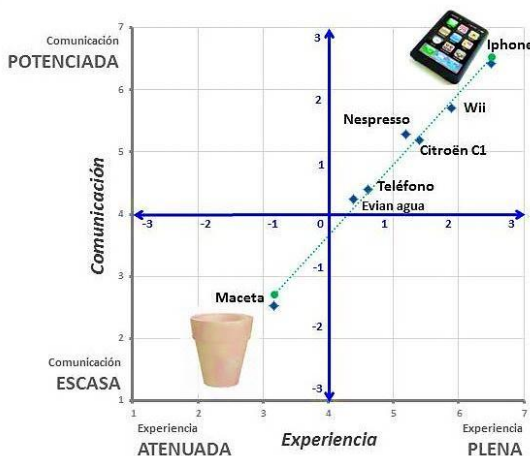 7
Comunicación
POTENCIADA
3
Iphone
6
2
Nespresso
Wii
5
1
Citroën C1
Teléfono
Comunicación
Evian agua
4
-3
-2
-1
0
1
2
3
-1
3
Maceta
-2
2
Comunicación
ESCASA
-3
1
1
2
3
4
5
6
7
Experiencia
ATENUADA
Experiencia
Experiencia
PLENA